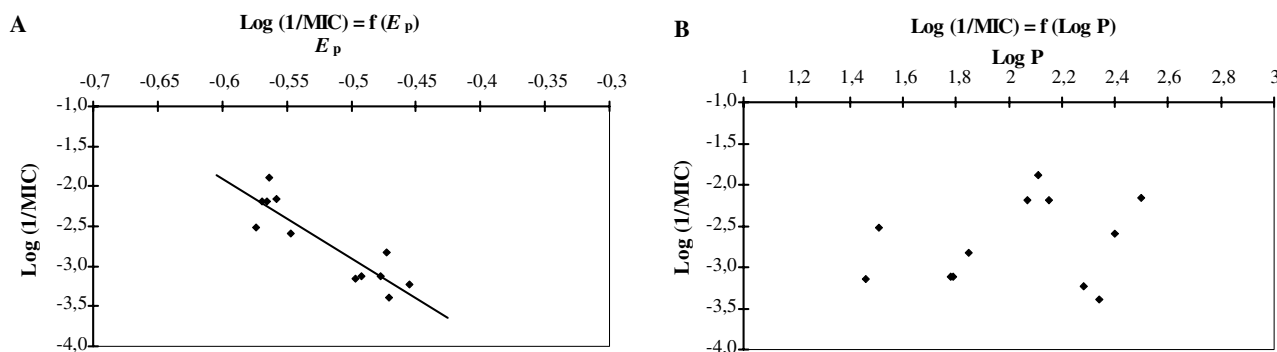 A
Log (1/MIC) = f (E p)
E p
-0,7 -0,65 -0,6 -0,55 -0,5 -0,45 -0,4 -0,35 -0,3
-1,0
-1,5
-2,0
-2,5
-3,0
-3,5
-4,0
Log (1/MIC)
B
Log (1/MIC) = f (Log P)
Log P
1 1,2 1,4 1,6 1,8 2 2,2 2,4 2,6 2,8 3
-1,0
-1,5
-2,0
-2,5
-3,0
-3,5
-4,0
Log (1/MIC)